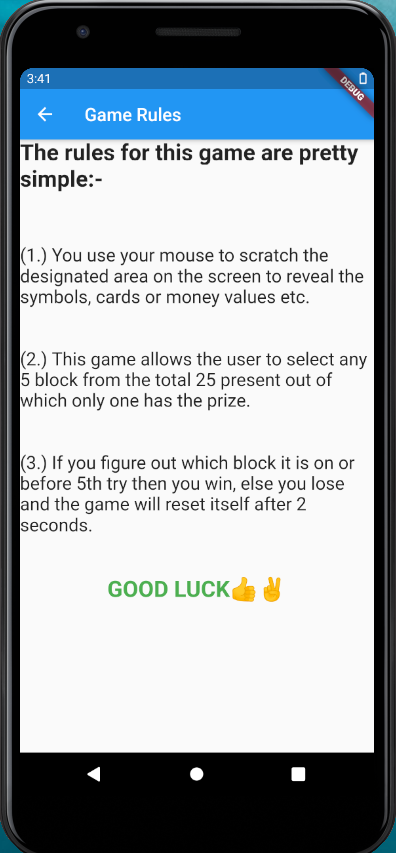 3:41
DEBUG
Game Rules
The rules for this game are pretty
simple:-
(1.) You use your mouse to scratch the
designated area on the screen to reveal the
symbols, cards or money values etc.
(2.) This game allows the user to select any
5 block from the total 25 present out of
which only one has the prize.
(3.) If you figure out which block it is on or
before 5th try then you win, else you lose
and the game will reset itself after 2
seconds.
GOOD LUCK👍✌